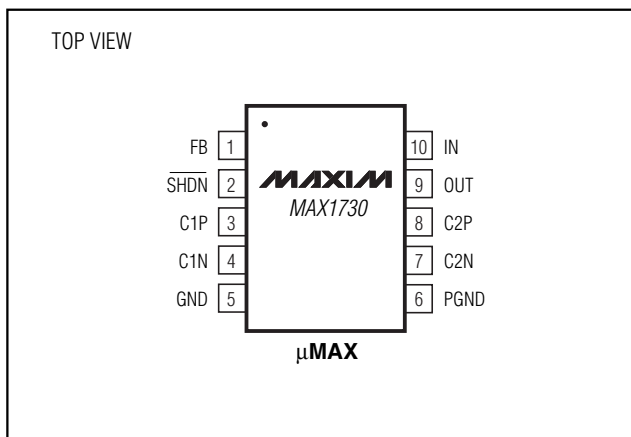 TOP VIEW
FB 1
SHDN 2
C1P 3
C1N 4
GND 5
MAXIM
MAX1730
10 IN
9 OUT
8 C2P
7 C2N
6 PGND
µMAX